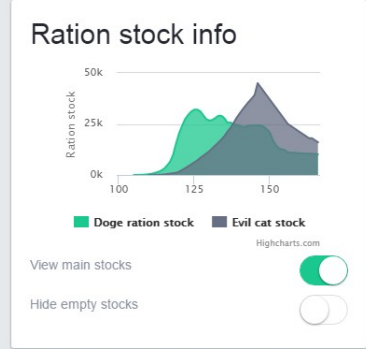 Ration stock info
50k
25k
0k
Ration stock
100 125 150
Doge ration stock Evil cat stock
Highcharts.com
View main stocks
Hide empty stocks